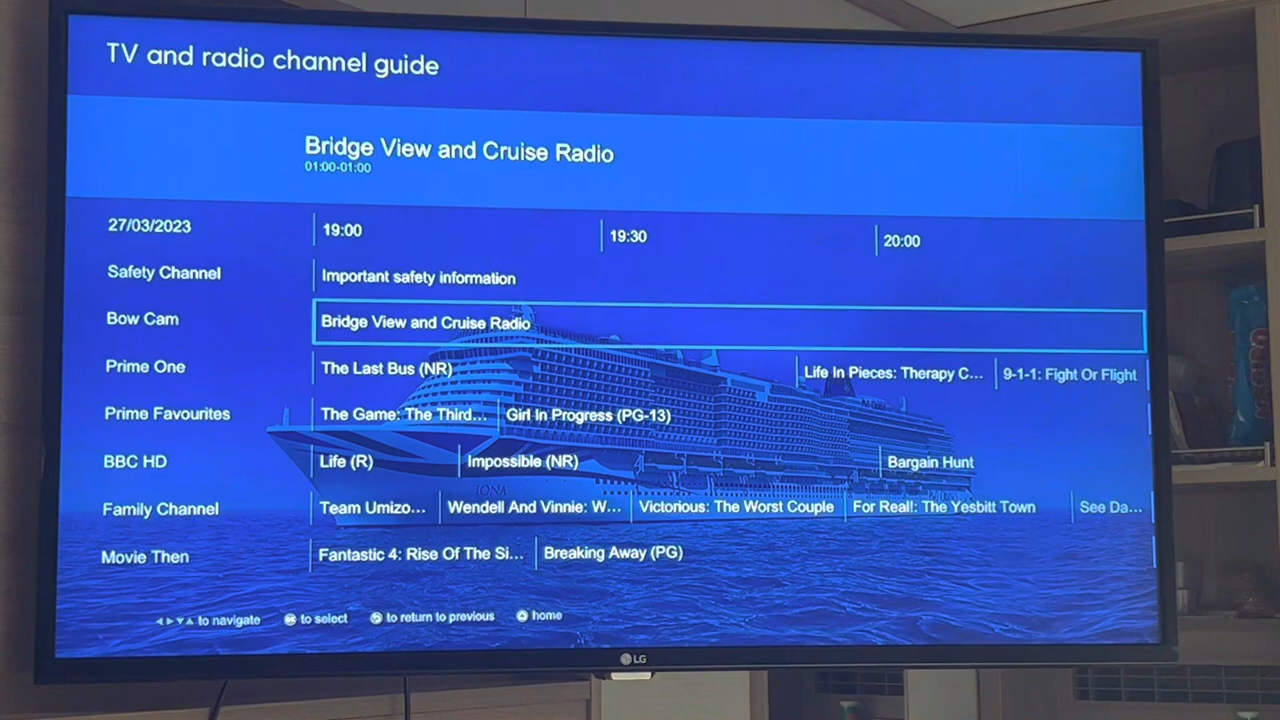 TV and radio channel guide
Bridge View and Cruise Radio
01:00-01:00
27/03/2023 19:00 19:30 20:00
Safety Channel Important safety information
Bow Cam Bridge View and Cruise Radio
Prime One The Last Bus (NR) Life In Pieces: Therapy C... 9-1-1: Fight Or Flight
Prime Favourites The Game: The Third... Girl In Progress (PG-13)
BBC HD Life (R) Impossible (NR) Bargain Hunt
IONA
Family Channel Team Umizo... Wendell And Vinnie: W... Victorious: The Worst Couple For Real!: The Yesbitt Town See Da...
Movie Then Fantastic 4: Rise Of The Si... Breaking Away (PG)
to navigate OK to select to return to previous home
LG